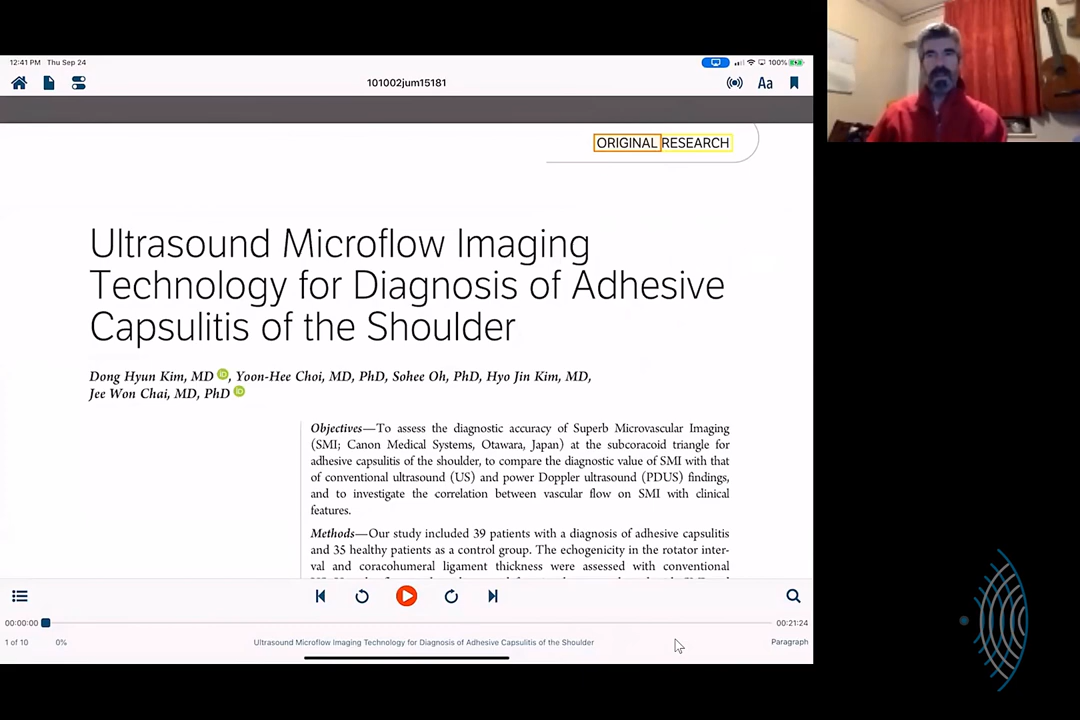 12:41 PM Thu Sep 24
100%
101002jum15181
Aa
ORIGINAL RESEARCH
Ultrasound Microflow Imaging
Technology for Diagnosis of Adhesive
Capsulitis of the Shoulder
Dong Hyun Kim, MD iD, Yoon-Hee Choi, MD, PhD, Sohee Oh, PhD, Hyo Jin Kim, MD,
Jee Won Chai, MD, PhD iD
Objectives—To assess the diagnostic accuracy of Superb Microvascular Imaging
(SMI; Canon Medical Systems, Otawara, Japan) at the subcoracoid triangle for
adhesive capsulitis of the shoulder, to compare the diagnostic value of SMI with that
of conventional ultrasound (US) and power Doppler ultrasound (PDUS) findings,
and to investigate the correlation between vascular flow on SMI with clinical
features.
Methods—Our study included 39 patients with a diagnosis of adhesive capsulitis
and 35 healthy patients as a control group. The echogenicity in the rotator inter-
val and coracohumeral ligament thickness were assessed with conventional
00:00:00
00:21:24
1 of 10 0% Ultrasound Microflow Imaging Technology for Diagnosis of Adhesive Capsulitis of the Shoulder Paragraph